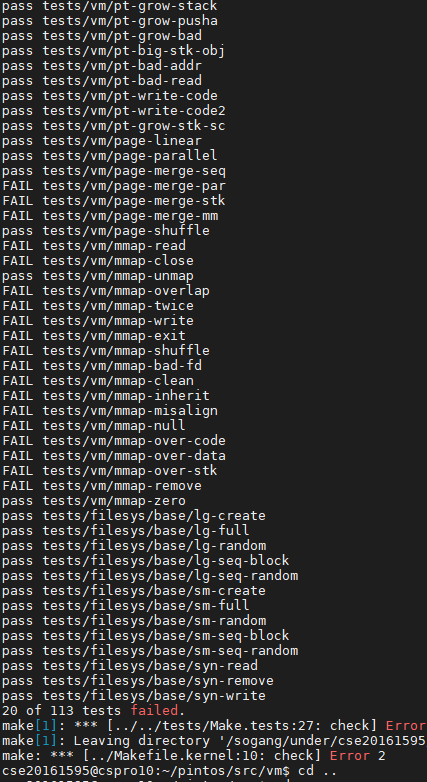 pass tests/vm/pt-grow-stack
pass tests/vm/pt-grow-pusha
pass tests/vm/pt-grow-bad
pass tests/vm/pt-big-stk-obj
pass tests/vm/pt-bad-addr
pass tests/vm/pt-bad-read
pass tests/vm/pt-write-code
pass tests/vm/pt-write-code2
pass tests/vm/pt-grow-stk-sc
pass tests/vm/page-linear
pass tests/vm/page-parallel
pass tests/vm/page-merge-seq
FAIL tests/vm/page-merge-par
FAIL tests/vm/page-merge-stk
FAIL tests/vm/page-merge-mm
pass tests/vm/page-shuffle
FAIL tests/vm/mmap-read
FAIL tests/vm/mmap-close
pass tests/vm/mmap-unmap
FAIL tests/vm/mmap-overlap
FAIL tests/vm/mmap-twice
FAIL tests/vm/mmap-write
FAIL tests/vm/mmap-exit
FAIL tests/vm/mmap-shuffle
FAIL tests/vm/mmap-bad-fd
FAIL tests/vm/mmap-clean
FAIL tests/vm/mmap-inherit
FAIL tests/vm/mmap-misalign
FAIL tests/vm/mmap-null
FAIL tests/vm/mmap-over-code
FAIL tests/vm/mmap-over-data
FAIL tests/vm/mmap-over-stk
FAIL tests/vm/mmap-remove
pass tests/vm/mmap-zero
pass tests/filesys/base/lg-create
pass tests/filesys/base/lg-full
pass tests/filesys/base/lg-random
pass tests/filesys/base/lg-seq-block
pass tests/filesys/base/lg-seq-random
pass tests/filesys/base/sm-create
pass tests/filesys/base/sm-full
pass tests/filesys/base/sm-random
pass tests/filesys/base/sm-seq-block
pass tests/filesys/base/sm-seq-random
pass tests/filesys/base/syn-read
pass tests/filesys/base/syn-remove
pass tests/filesys/base/syn-write
20 of 113 tests failed.
make[1]: *** [../../tests/Make.tests:27: check] Error
make[1]: Leaving directory '/sogang/under/cse20161595
make: *** [../Makefile.kernel:10: check] Error 2
cse20161595@cspro10:~/pintos/src/vm$ cd ..